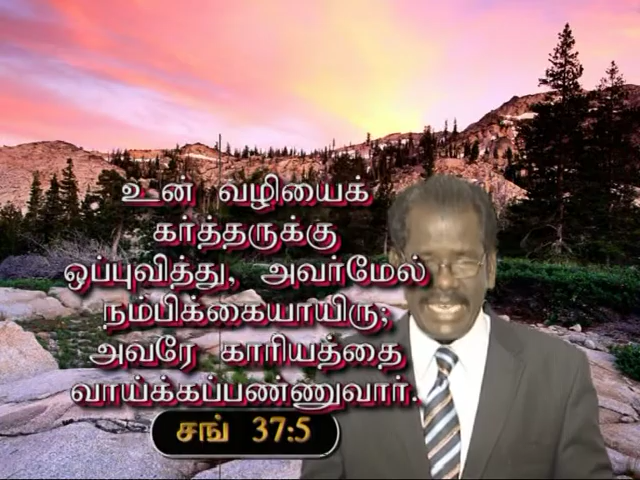 உன் வழியைக்
கர்த்தருக்கு
ஒப்புவித்து, அவர்மேல்
நம்பிக்கையாயிரு;
அவரே காரியத்தை
வாய்க்கப்பண்ணுவார்.
சங் 37:5